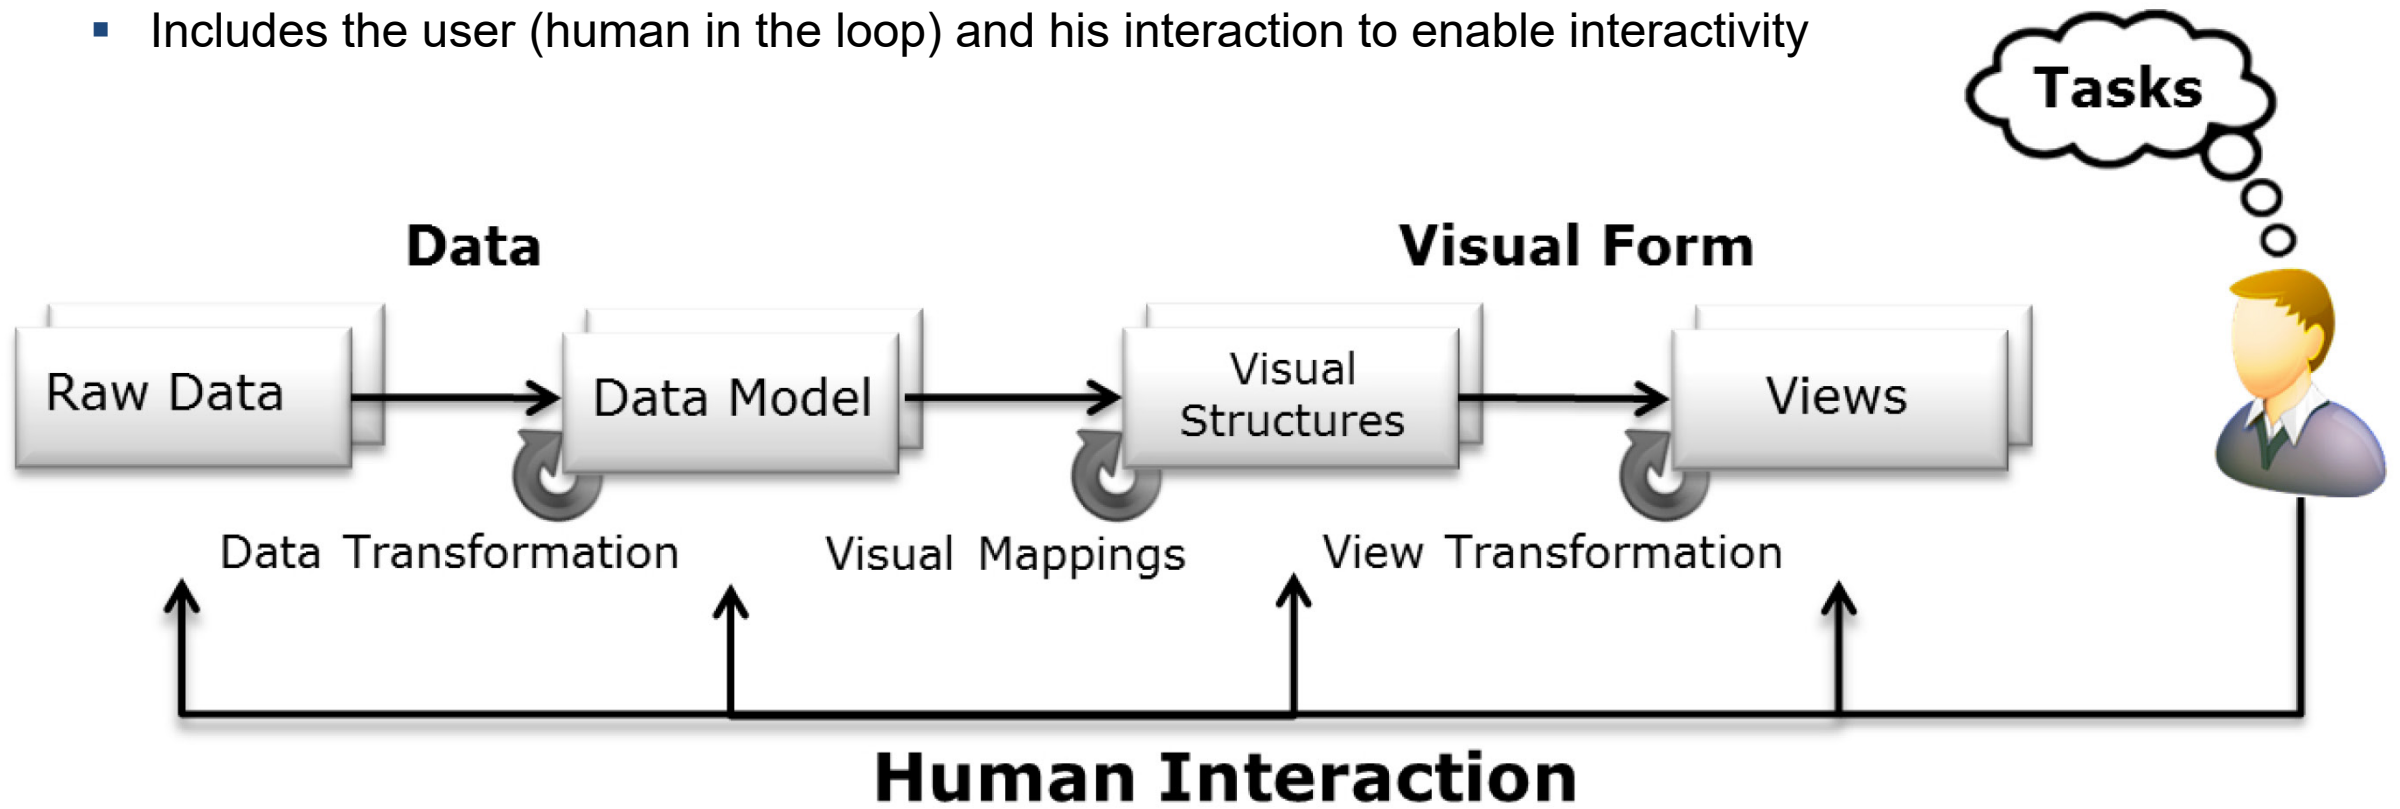 ▪ Includes the user (human in the loop) and his interaction to enable interactivity
Tasks
Data
Visual Form
Raw Data
Data Model
Visual
Structures
Views
Data Transformation
Visual Mappings
View Transformation
Human Interaction